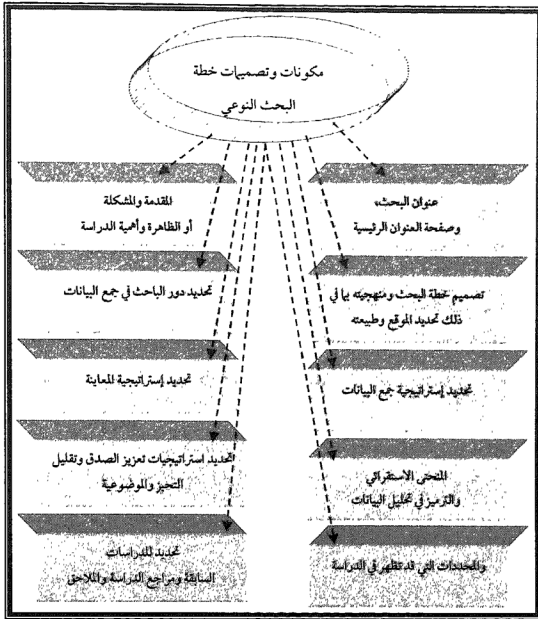 مكونات وتصميمات خطة
البحث النوعي
عنوان البحث،
وصفحة العنوان الرئيسية
المقدمة والمشكلة
أو الظاهرة وأهمية الدراسة
تصميم خطة البحث ومنهجيته بما في
ذلك تحديد الموقع وطبيعته
تحديد دور الباحث في جمع البيانات
تحديد إستراتيجية جمع البيانات
تحديد إستراتيجية المعاينة
المنحى الاستقرائي
والترميز في تحليل البيانات
تحديد استراتيجيات تعزيز الصدق وتقليل
التحيز والموضوعية
والمحددات التي قد تظهر في الدراسة
تحديد للدراسات
السابقة ومراجع الدراسة والملاحق